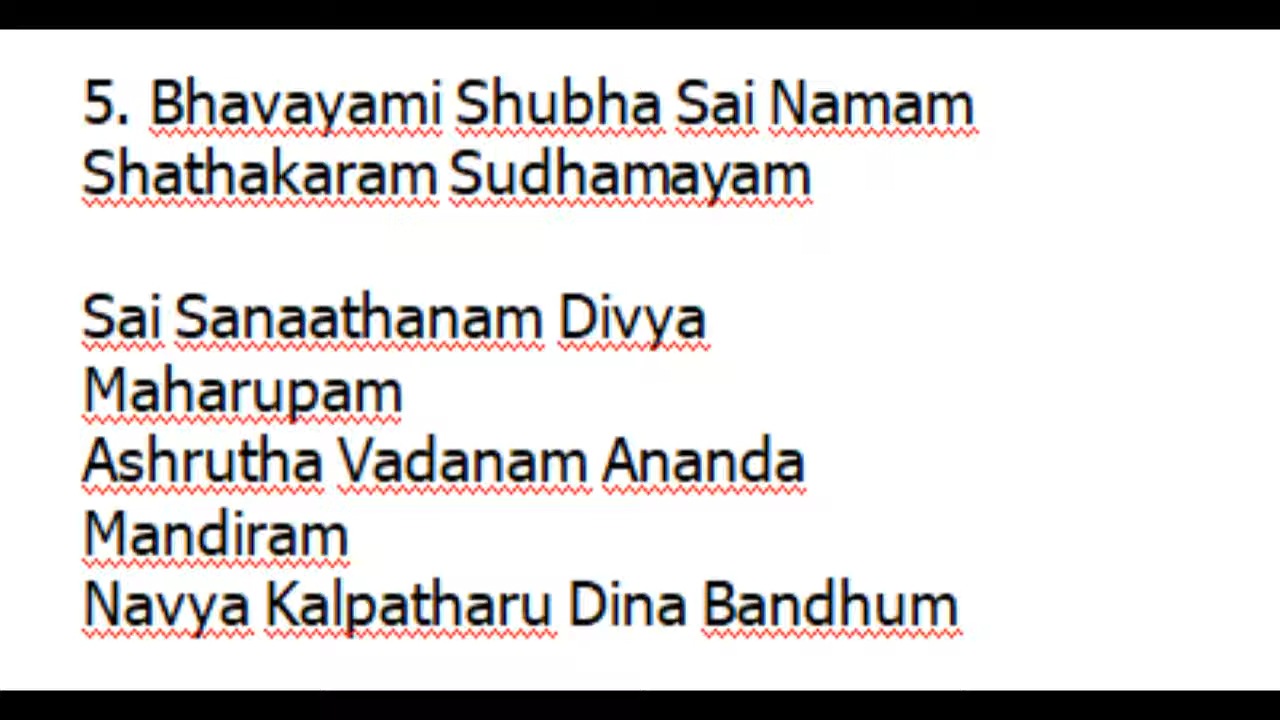 5. Bhavayami Shubha Sai Namam
Shathakaram Sudhamayam
Sai Sanaathanam Divya
Maharupam
Ashrutha Vadanam Ananda
Mandiram
Navya Kalpatharu Dina Bandhum